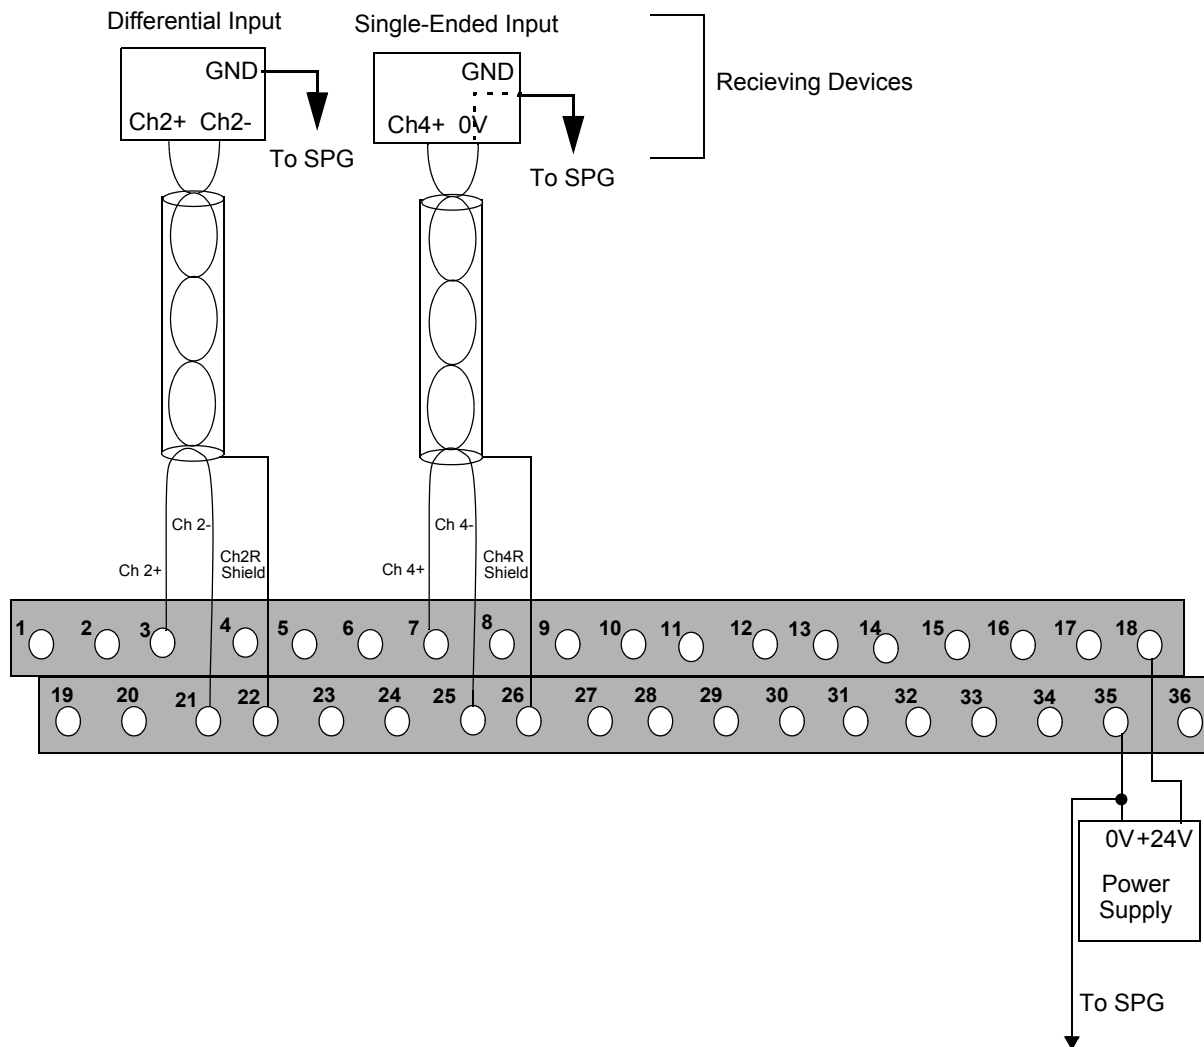 Differential Input
Single-Ended Input
GND
GND
Recieving Devices
Ch2+ Ch2-
Ch4+ 0V
To SPG
To SPG
Ch 2-
Ch 4-
Ch 2+
Ch2R
Shield
Ch 4+
Ch4R
Shield
1 2 3 4 5 6 7 8 9 10 11 12 13 14 15 16 17 18
19 20 21 22 23 24 25 26 27 28 29 30 31 32 33 34 35 36
0V +24V
Power
Supply
To SPG